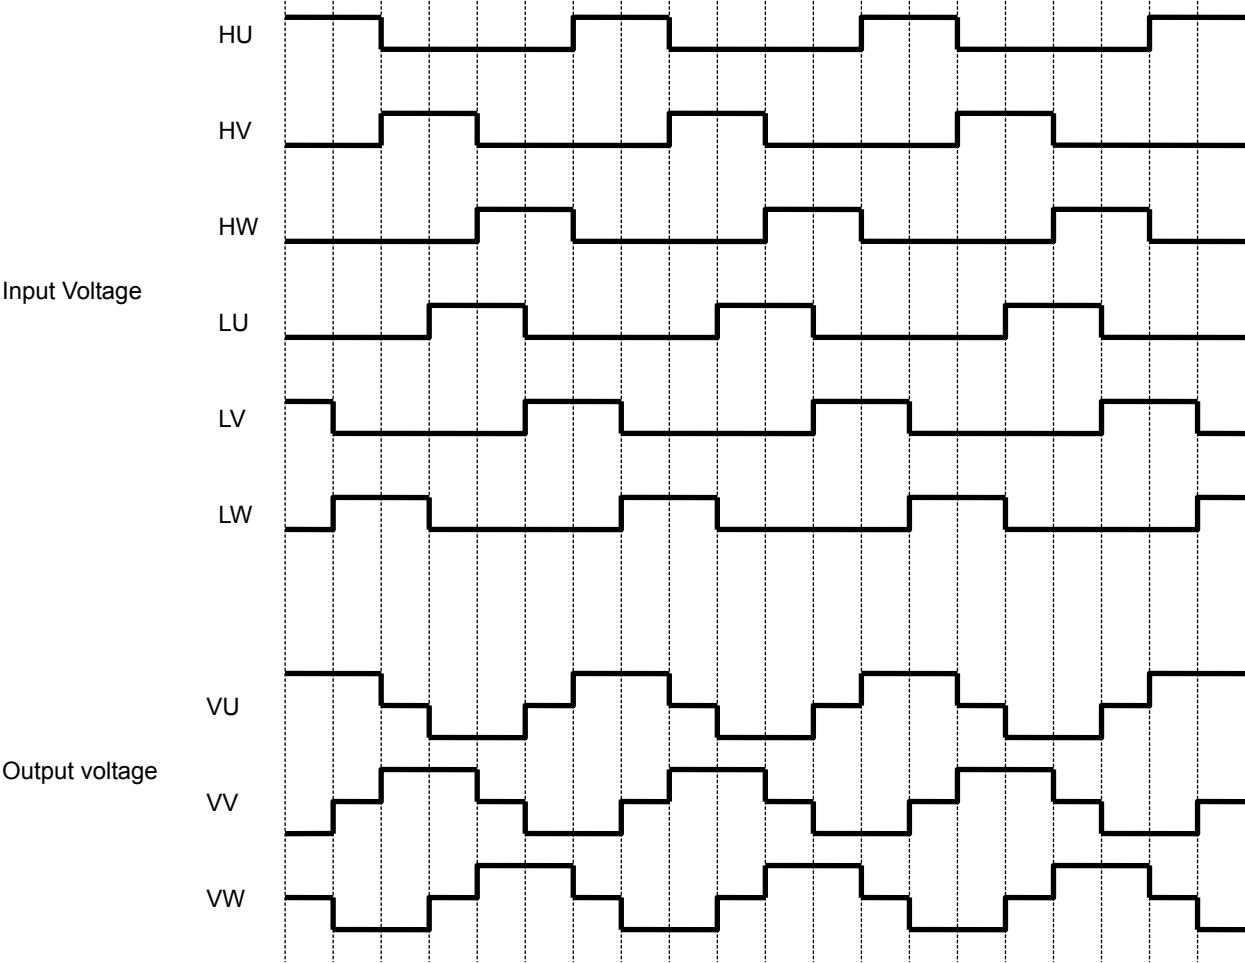 HU
HV
HW
Input Voltage
LU
LV
LW
VU
Output voltage
VV
VW